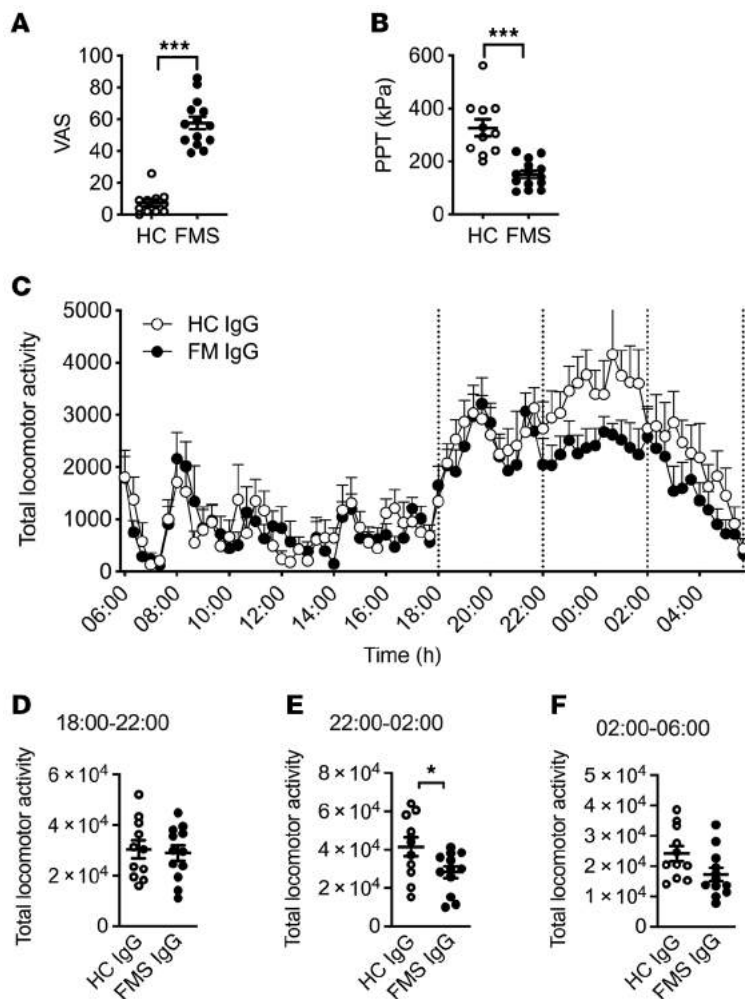 A
***
VAS
100
80
60
40
20
0
HC FMS
B
***
PPT (kPa)
600
400
200
0
HC FMS
C
HC IgG
FM IgG
Total locomotor activity
5000
4000
3000
2000
1000
0
06:00 08:00 10:00 12:00 14:00 16:00 18:00 20:00 22:00 00:00 02:00 04:00
Time (h)
D
18:00-22:00
Total locomotor activity
6 × 10⁴
4 × 10⁴
2 × 10⁴
0
HC IgG FMS IgG
E
22:00-02:00
*
Total locomotor activity
8 × 10⁴
6 × 10⁴
4 × 10⁴
2 × 10⁴
0
HC IgG FMS IgG
F
02:00-06:00
Total locomotor activity
5 × 10⁴
4 × 10⁴
3 × 10⁴
2 × 10⁴
1 × 10⁴
0
HC IgG FMS IgG